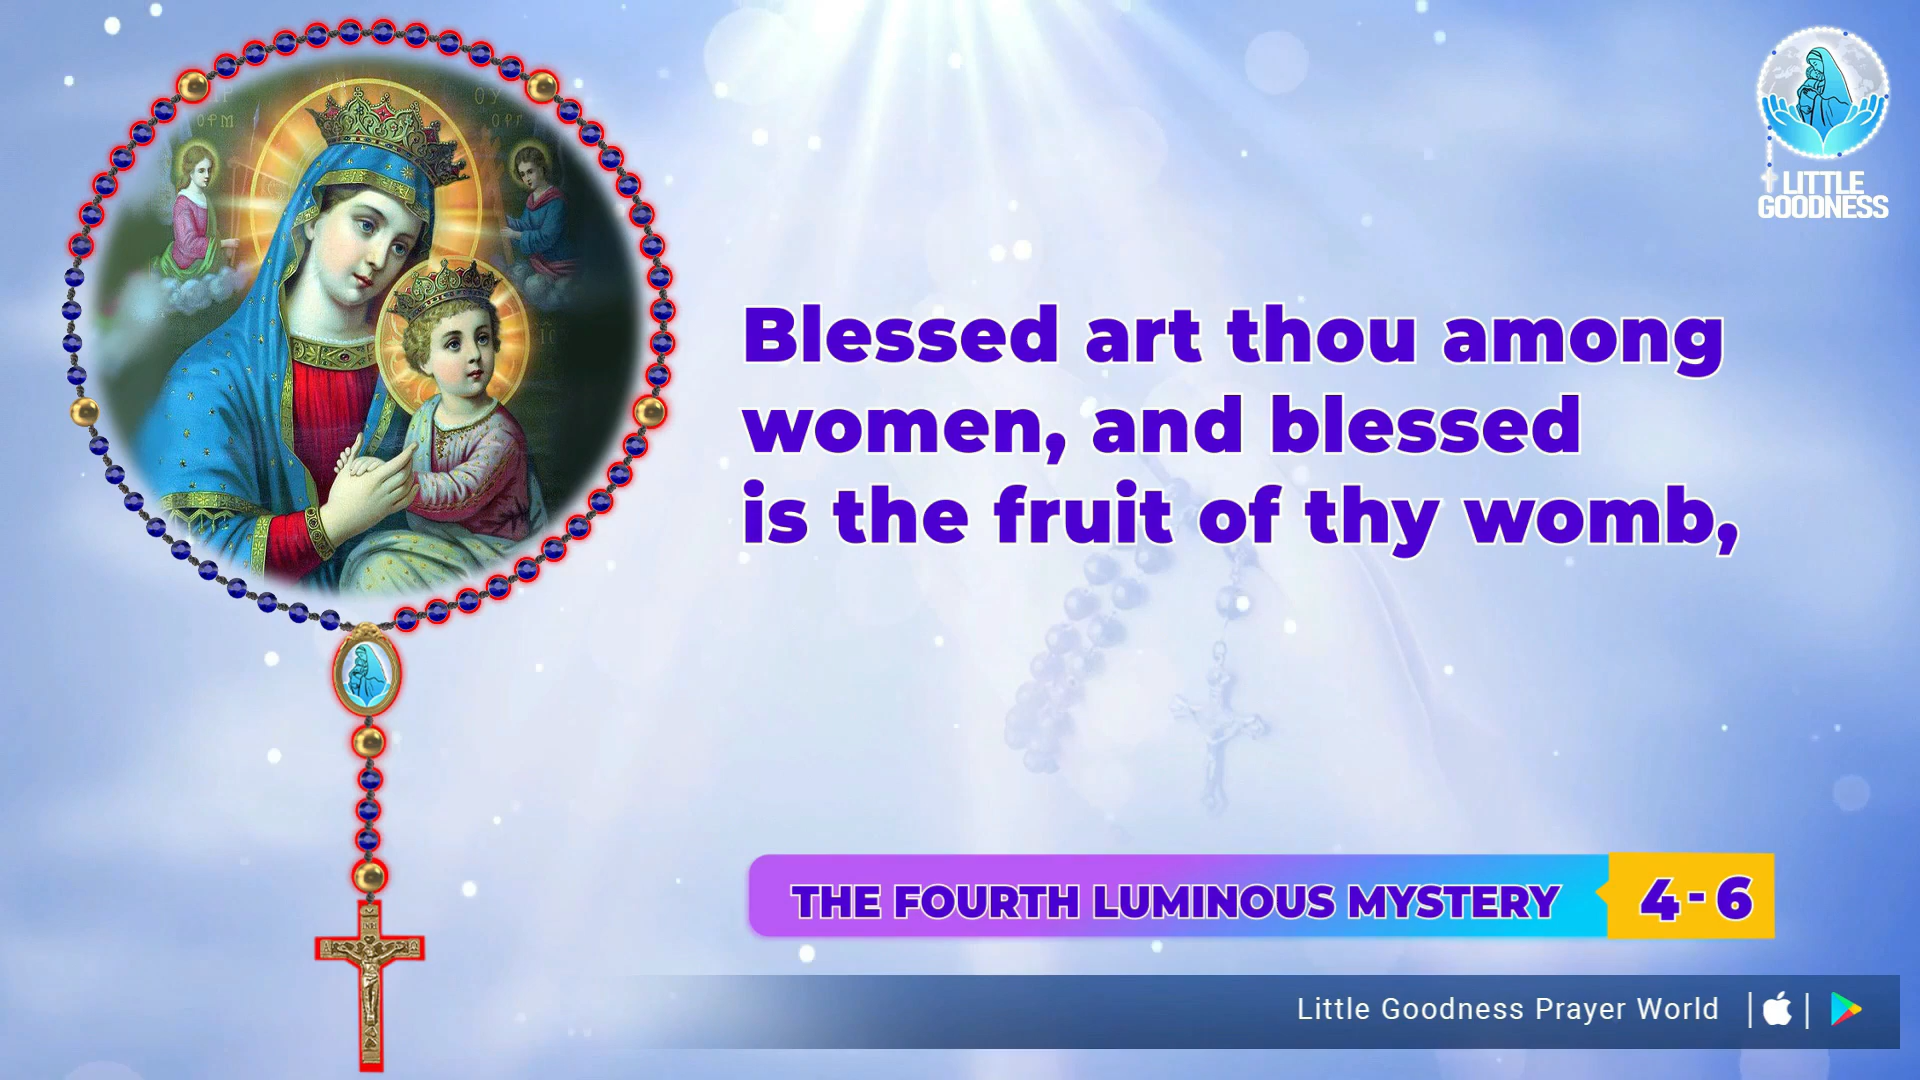 LITTLE
GOODNESS
Blessed art thou among
women, and blessed
is the fruit of thy womb,
THE FOURTH LUMINOUS MYSTERY
4 - 6
Little Goodness Prayer World